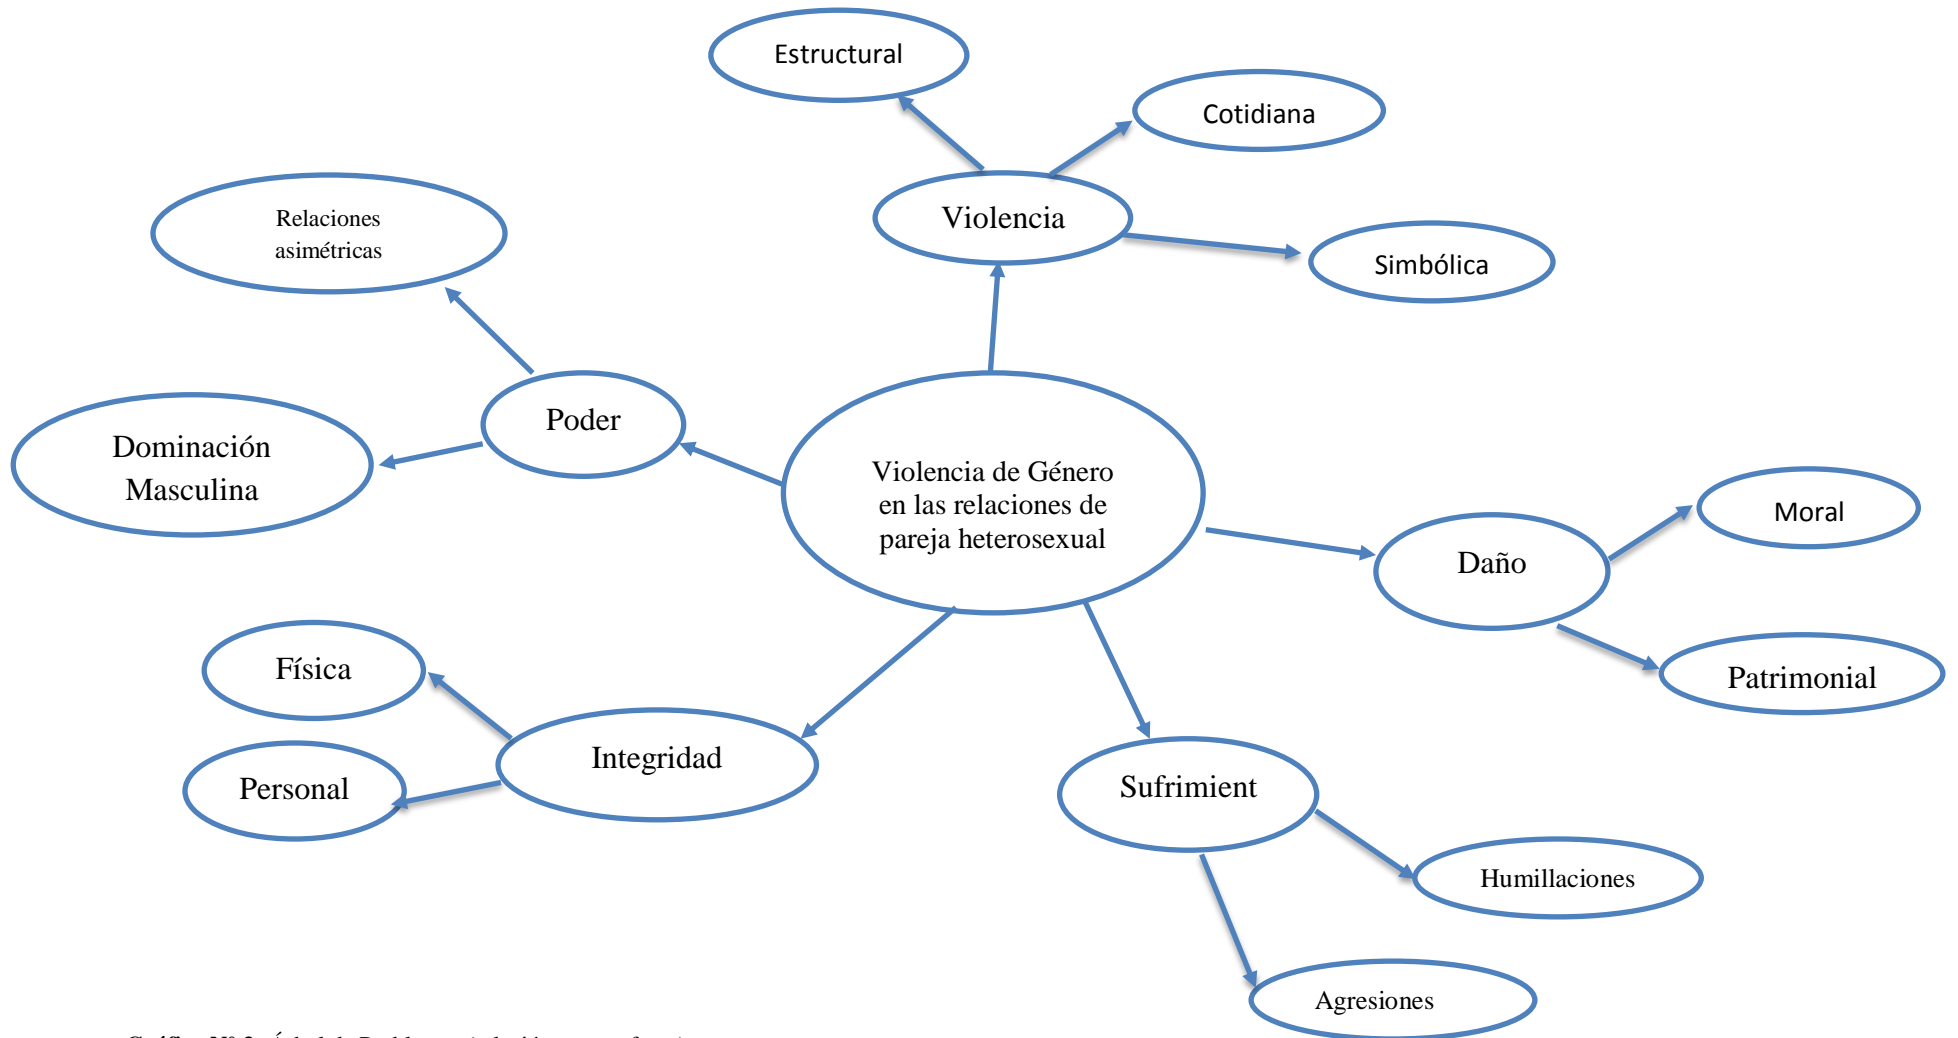 Estructural
Cotidiana
Violencia
Simbólica
Relaciones
asimétricas
Poder
Dominación
Masculina
Violencia de Género
en las relaciones de
pareja heterosexual
Daño
Moral
Patrimonial
Física
Integridad
Personal
Sufrimient
Humillaciones
Agresiones